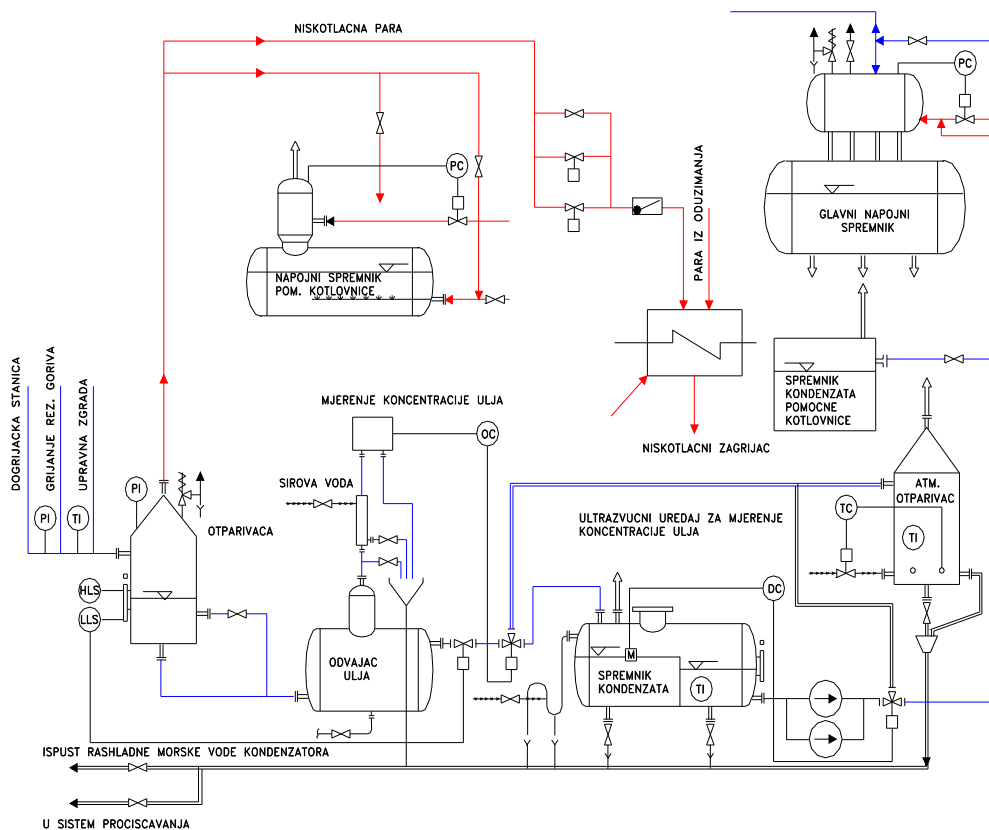 NISKOTLACNA PARA
PC
PC
GLAVNI NAPOJNI
SPREMNIK
PARA IZ ODUZIMANJA
NAPOJNI SPREMNIK
POM. KOTLOVNICE
SPREMNIK
KONDENZATA
POMOCNE
KOTLOVNICE
NISKOTLACNI ZAGRIJAC
DOGRIJACKA STANICA
GRIJANJE REZ. GORIVA
UPRAVNA ZGRADA
MJERENJE KONCENTRACIJE ULJA
OC
SIROVA VODA
PI
PI
TI
OTPARIVACA
ULTRAZVUCNI UREDAJ ZA MJERENJE
KONCENTRACIJE ULJA
ATM.
OTPARIVAC
TC
TI
HLS
LLS
DC
ODVAJAC
ULJA
M
SPREMNIK
KONDENZATA
TI
ISPUST RASHLADNE MORSKE VODE KONDENZATORA
U SISTEM PROCISCAVANJA